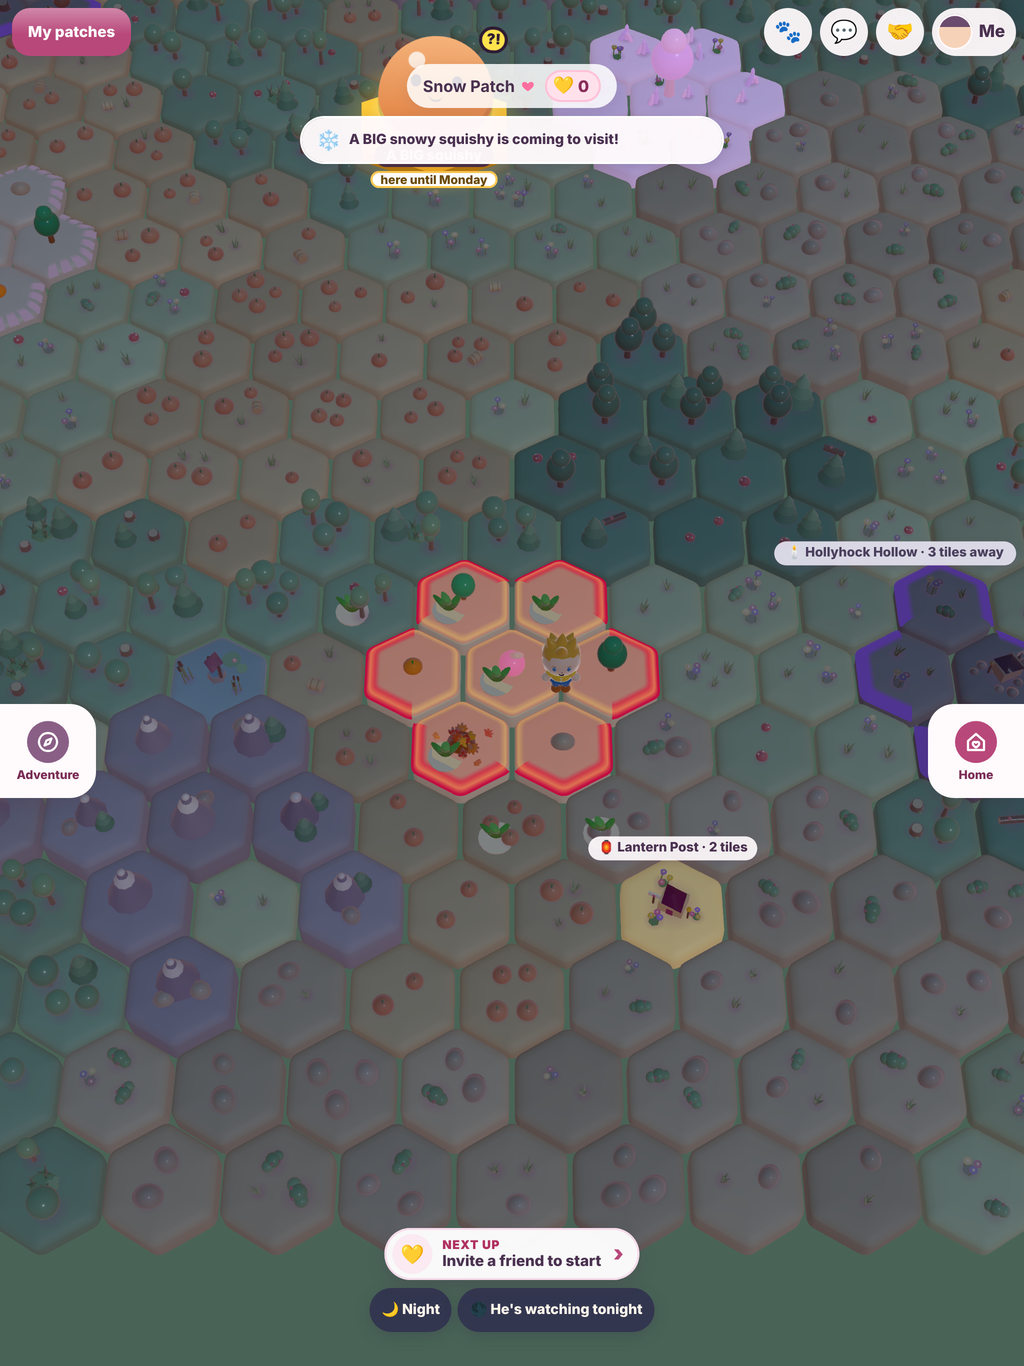 My patches
?!
Me
Snow Patch
0
A BIG snowy squishy is coming to visit!
here until Monday
Hollyhock Hollow · 3 tiles away
Adventure
Home
Lantern Post · 2 tiles
NEXT UP
Invite a friend to start
Night
He's watching tonight